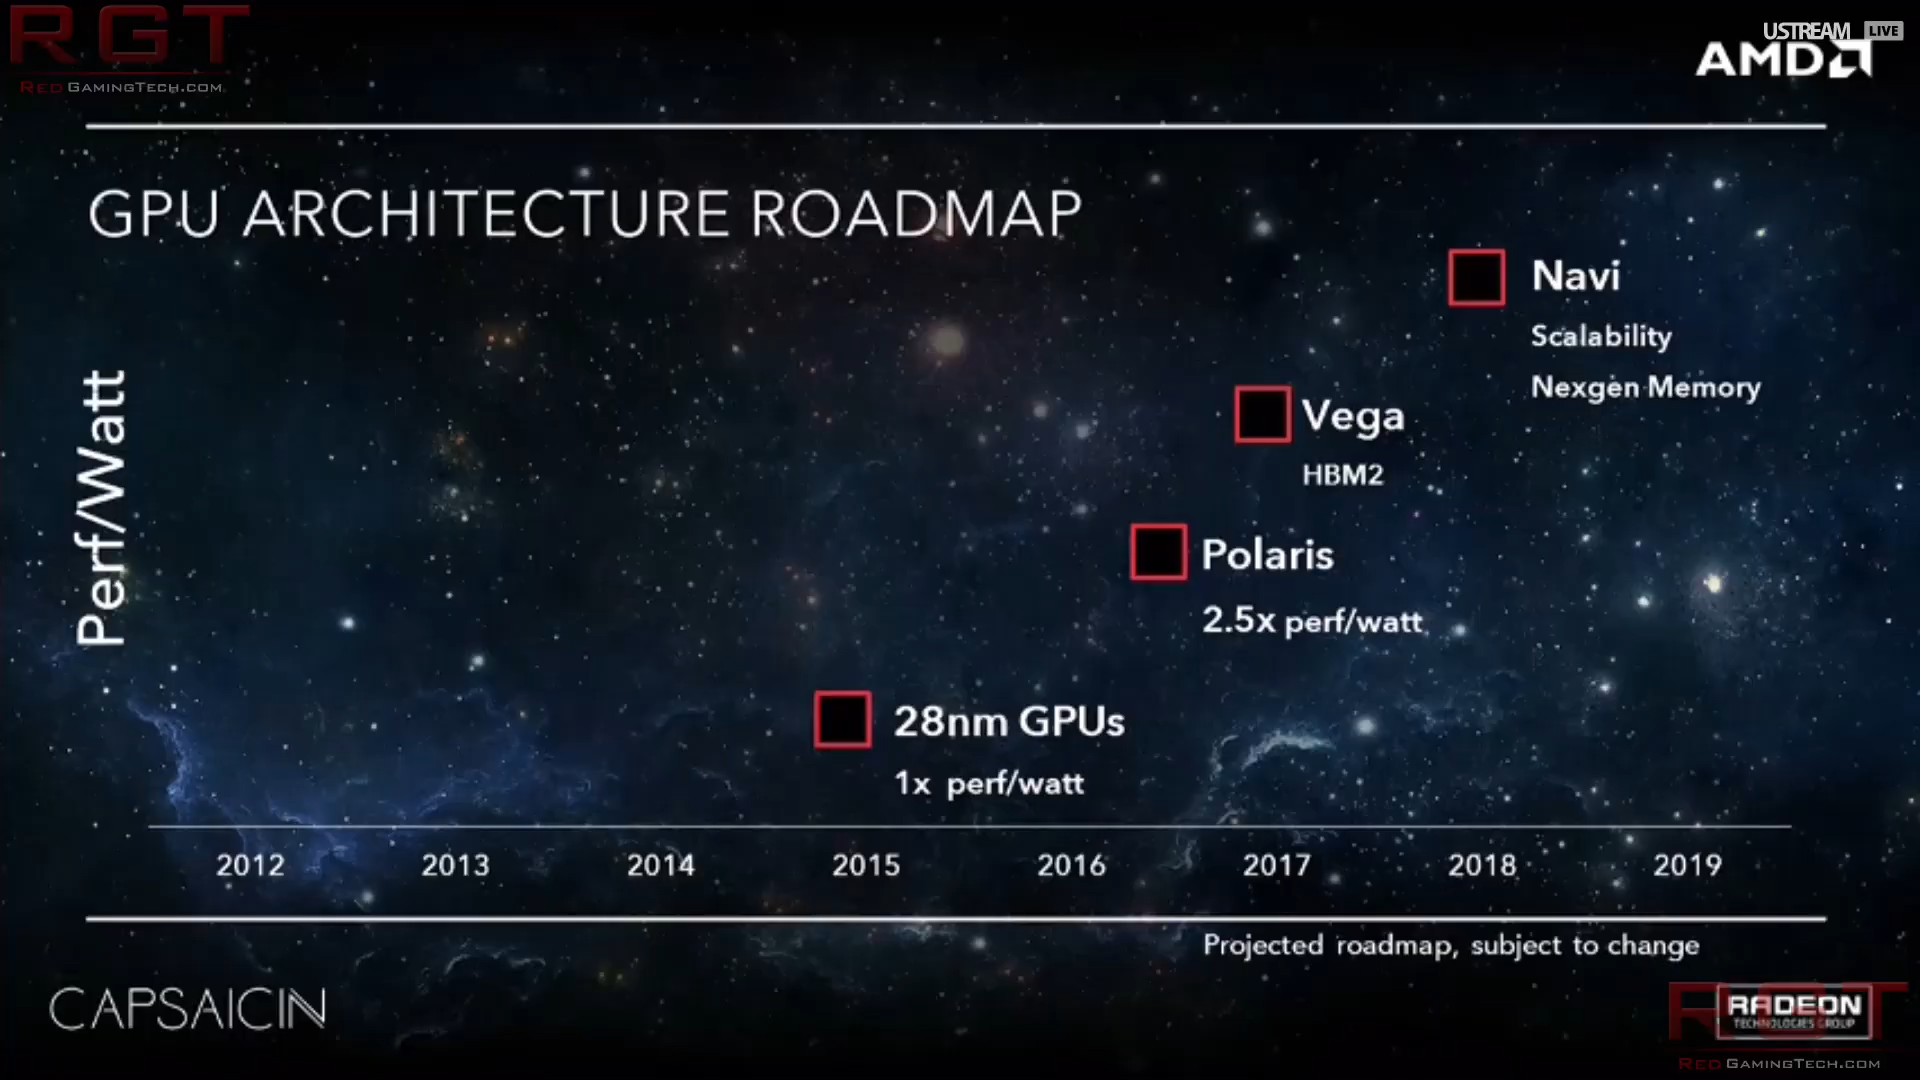 RGT
RED GAMINGTECH.COM
USTREAM LIVE
AMD
GPU ARCHITECTURE ROADMAP
Navi
Scalability
Nexgen Memory
Vega
HBM2
Perf/Watt
Polaris
2.5x perf/watt
28nm GPUs
1x perf/watt
2012 2013 2014 2015 2016 2017 2018 2019
Projected roadmap, subject to change
CAPSAICIN
RGT
RADEON
TECHNOLOGIES GROUP
RED GAMINGTECH.COM